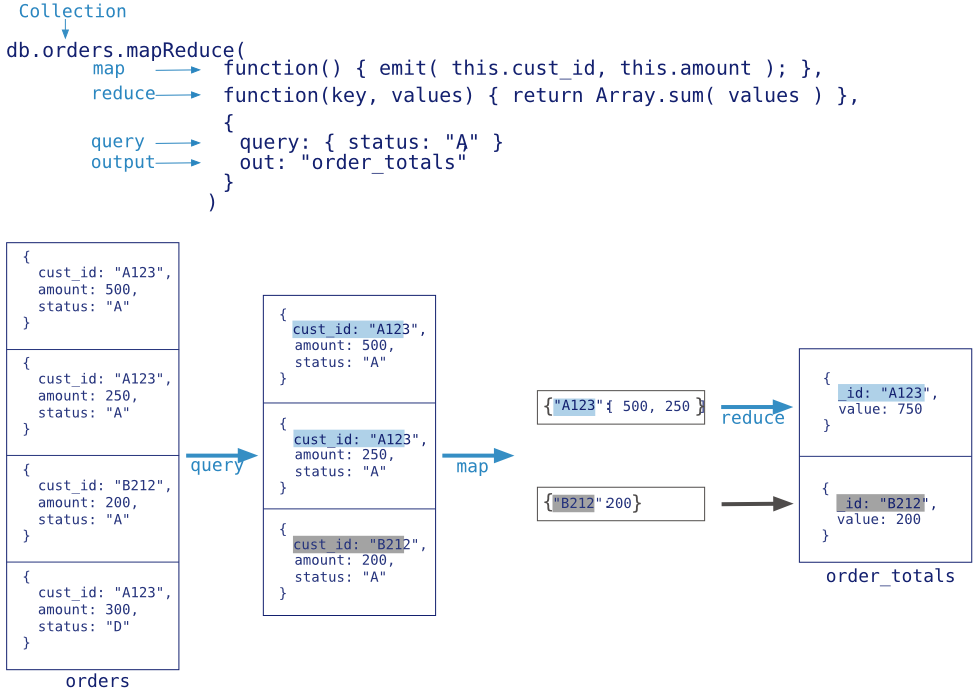 Collection
db.orders.mapReduce(
map function() { emit( this.cust_id, this.amount ); },
reduce function(key, values) { return Array.sum( values ) },
{
query query: { status: "A" }
output out: "order_totals"
}
)
{
cust_id: "A123",
amount: 500,
status: "A"
}
{
cust_id: "A123",
amount: 250,
status: "A"
}
{
cust_id: "B212",
amount: 200,
status: "A"
}
{
cust_id: "A123",
amount: 300,
status: "D"
}
orders
query
{
cust_id: "A123",
amount: 500,
status: "A"
}
{
cust_id: "A123",
amount: 250,
status: "A"
}
{
cust_id: "B212",
amount: 200,
status: "A"
}
map
{"A123": [ 500, 250 ]}
{"B212": 200}
reduce
{
_id: "A123",
value: 750
}
{
_id: "B212",
value: 200
}
order_totals